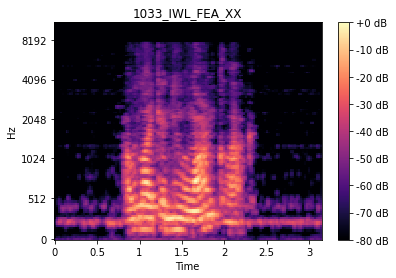 1033_IWL_FEA_XX
Hz
8192
4096
2048
1024
512
0
0 0.5 1 1.5 2 2.5 3
Time
+0 dB
-10 dB
-20 dB
-30 dB
-40 dB
-50 dB
-60 dB
-70 dB
-80 dB